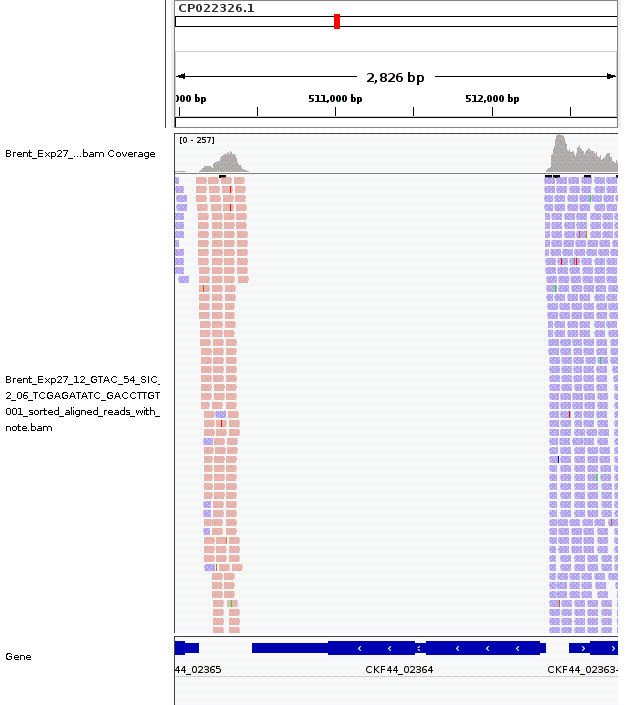 CP022326.1
2,826 bp
000 bp
511,000 bp
512,000 bp
[0 - 257]
Brent_Exp27_...bam Coverage
Brent_Exp27_12_GTAC_54_SIC_
2_06_TCGAGATATC_GACCTTGT
001_sorted_aligned_reads_with_
note.bam
Gene
44_02365
CKF44_02364
CKF44_02363-